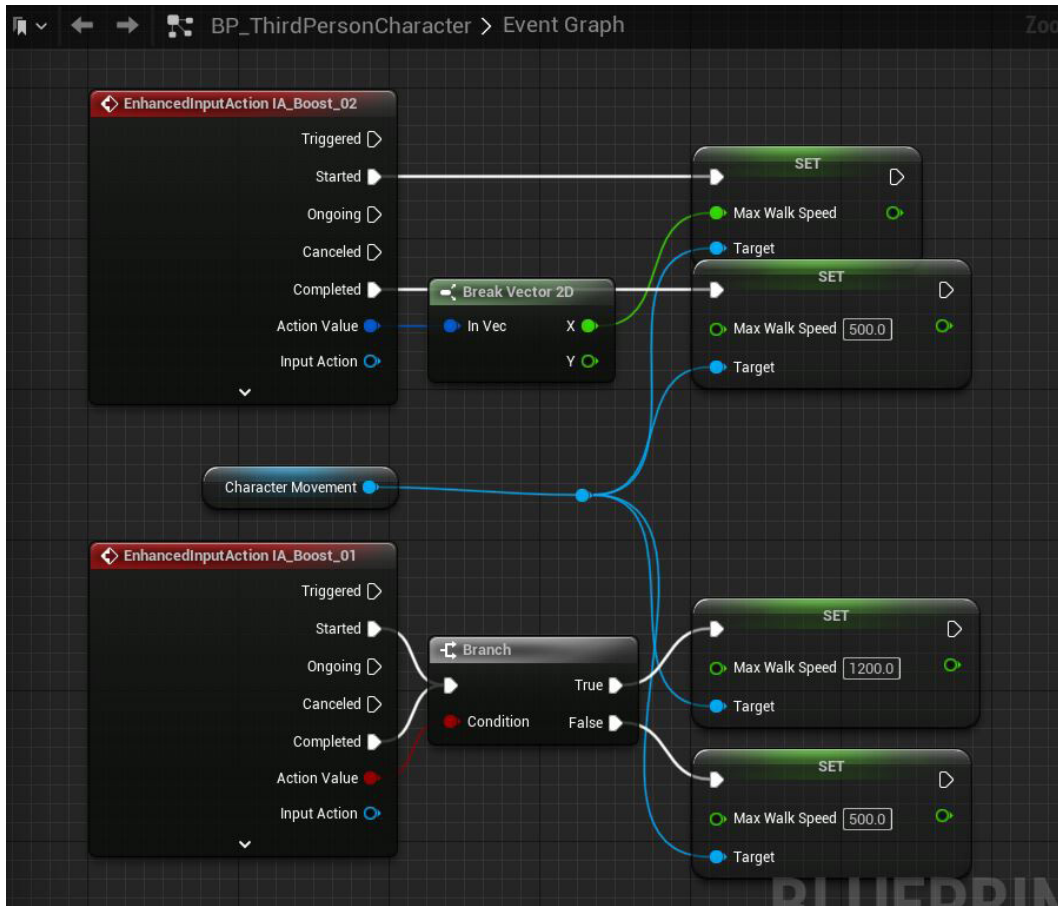 BP_ThirdPersonCharacter > Event Graph
Zoo
EnhancedInputAction IA_Boost_02
Triggered
Started
Ongoing
Canceled
Completed
Action Value
Input Action
Break Vector 2D
In Vec X
Y
SET
Max Walk Speed
Target
SET
Max Walk Speed 500.0
Target
Character Movement
EnhancedInputAction IA_Boost_01
Triggered
Started
Ongoing
Canceled
Completed
Action Value
Input Action
Branch
True
Condition False
SET
Max Walk Speed 1200.0
Target
SET
Max Walk Speed 500.0
Target
BLUEPRIN